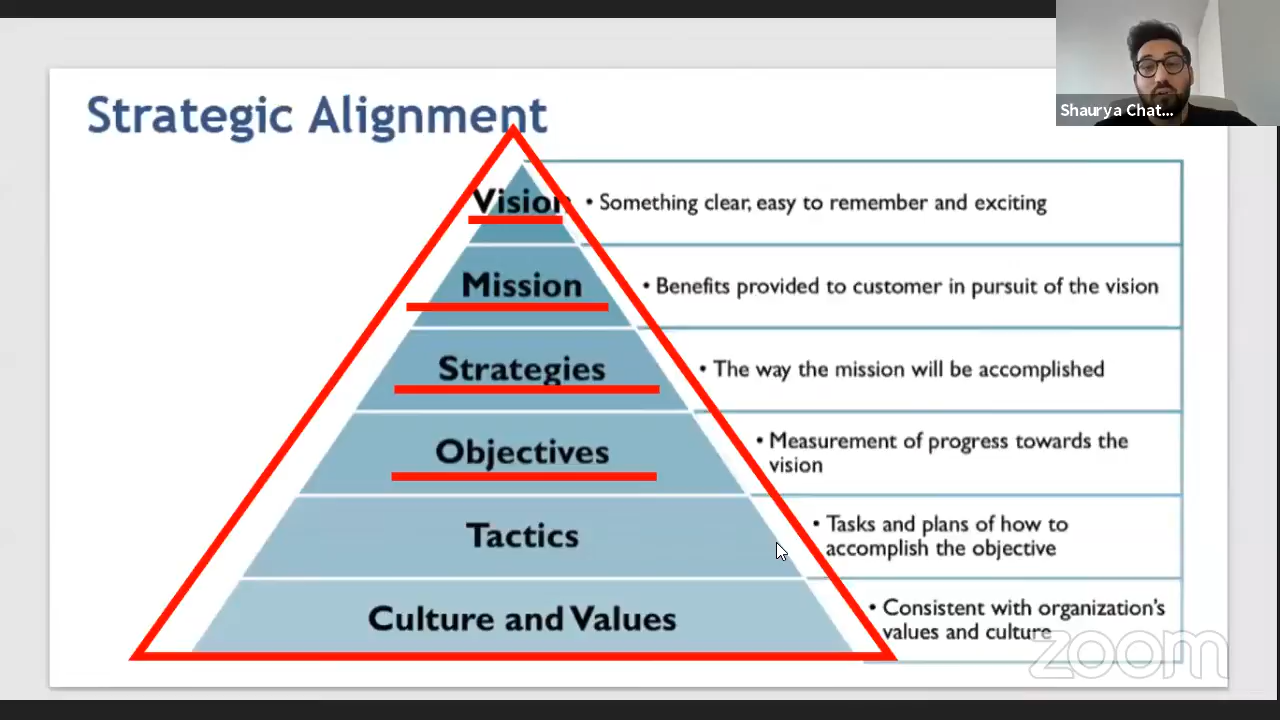 Strategic Alignment
Shaurya Chat...
Vision
• Something clear, easy to remember and exciting
Mission
• Benefits provided to customer in pursuit of the vision
Strategies
• The way the mission will be accomplished
Objectives
• Measurement of progress towards the
vision
Tactics
• Tasks and plans of how to
accomplish the objective
Culture and Values
• Consistent with organization's
values and culture
zoom